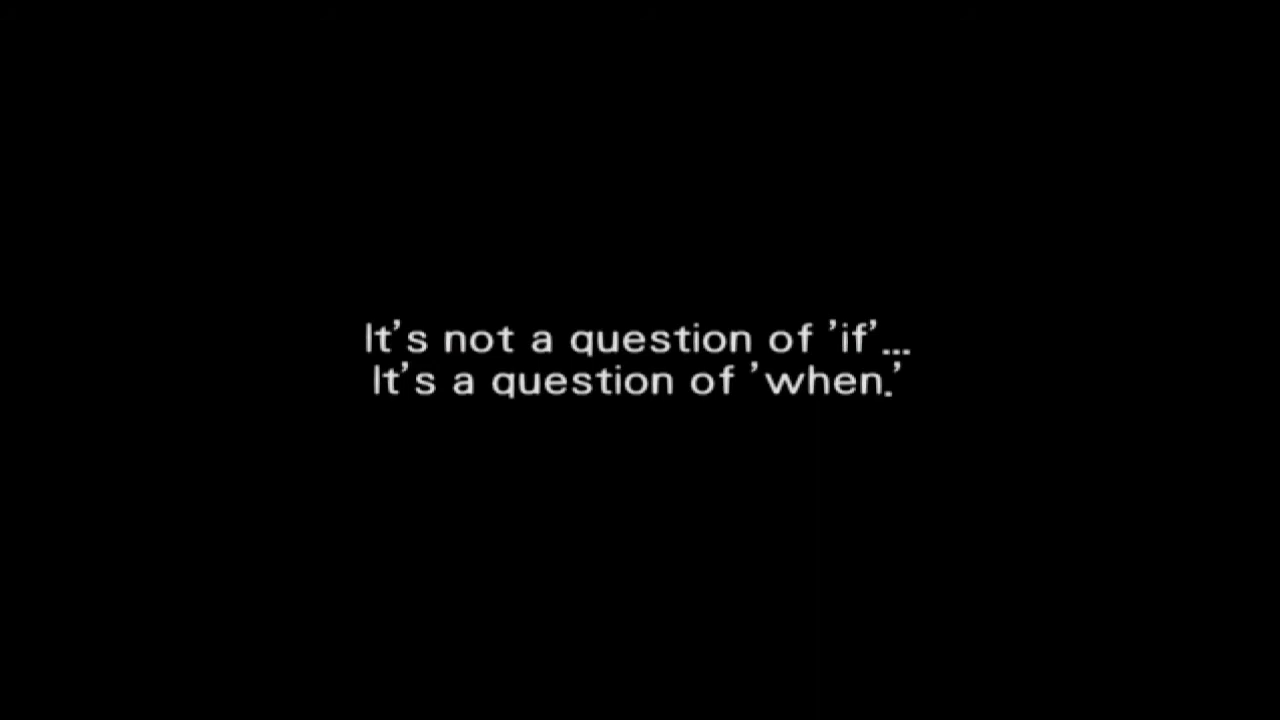 It's not a question of 'if'...
It's a question of 'when.'